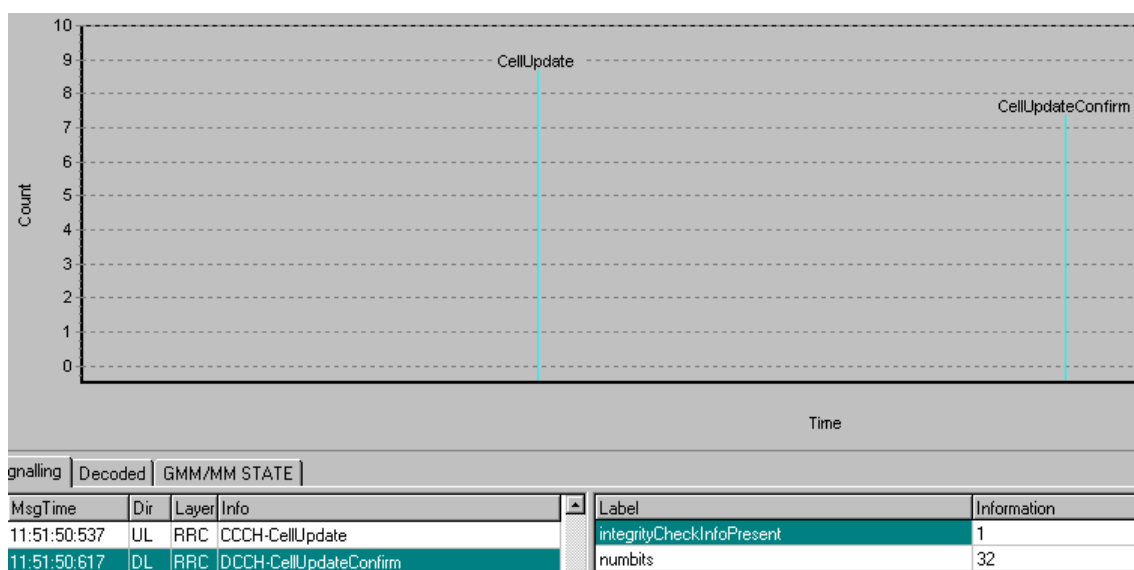 10
9
CellUpdate
8
CellUpdateConfirm
7
6
5
Count
4
3
2
1
0
Time
gnalling Decoded GMM/MM STATE
MsgTime Dir Layer Info Label Information
11:51:50:537 UL RRC CCCH-CellUpdate integrityCheckInfoPresent 1
11:51:50:617 DL RRC DCCH-CellUpdateConfirm numbits 32